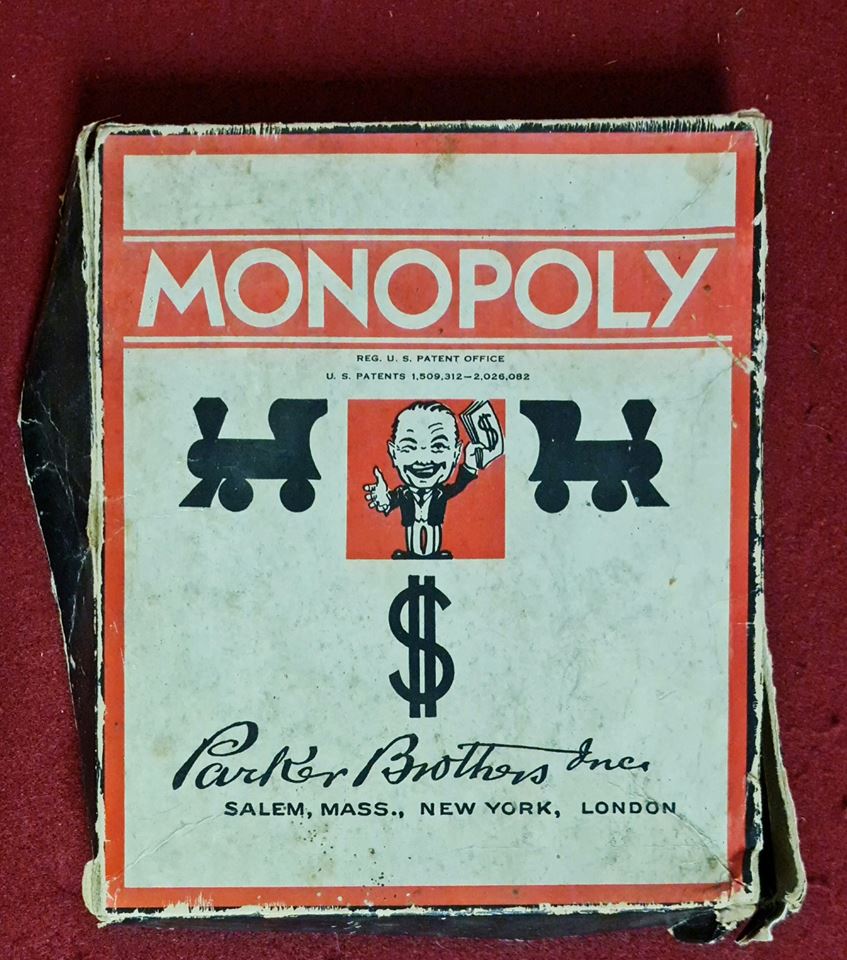 MONOPOLY
REG. U. S. PATENT OFFICE
U. S. PATENTS 1,509,312—2,026,082
$
$
Parker Brothers Inc.
SALEM, MASS., NEW YORK, LONDON